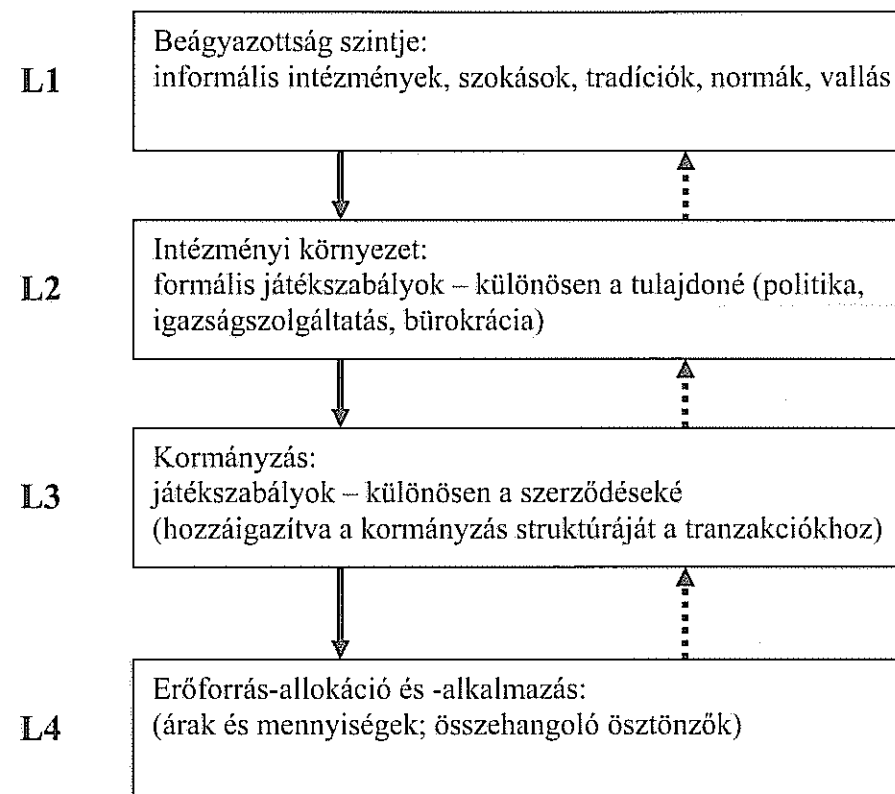 L1
Beágyazottság szintje:
informális intézmények, szokások, tradíciók, normák, vallás
L2
Intézményi környezet:
formális játékszabályok – különösen a tulajdoné (politika,
igazságszolgáltatás, bürokrácia)
L3
Kormányzás:
játékszabályok – különösen a szerződéseké
(hozzáigazítva a kormányzás struktúráját a tranzakciókhoz)
L4
Erőforrás-allokáció és -alkalmazás:
(árak és mennyiségek; összehangoló ösztönzők)